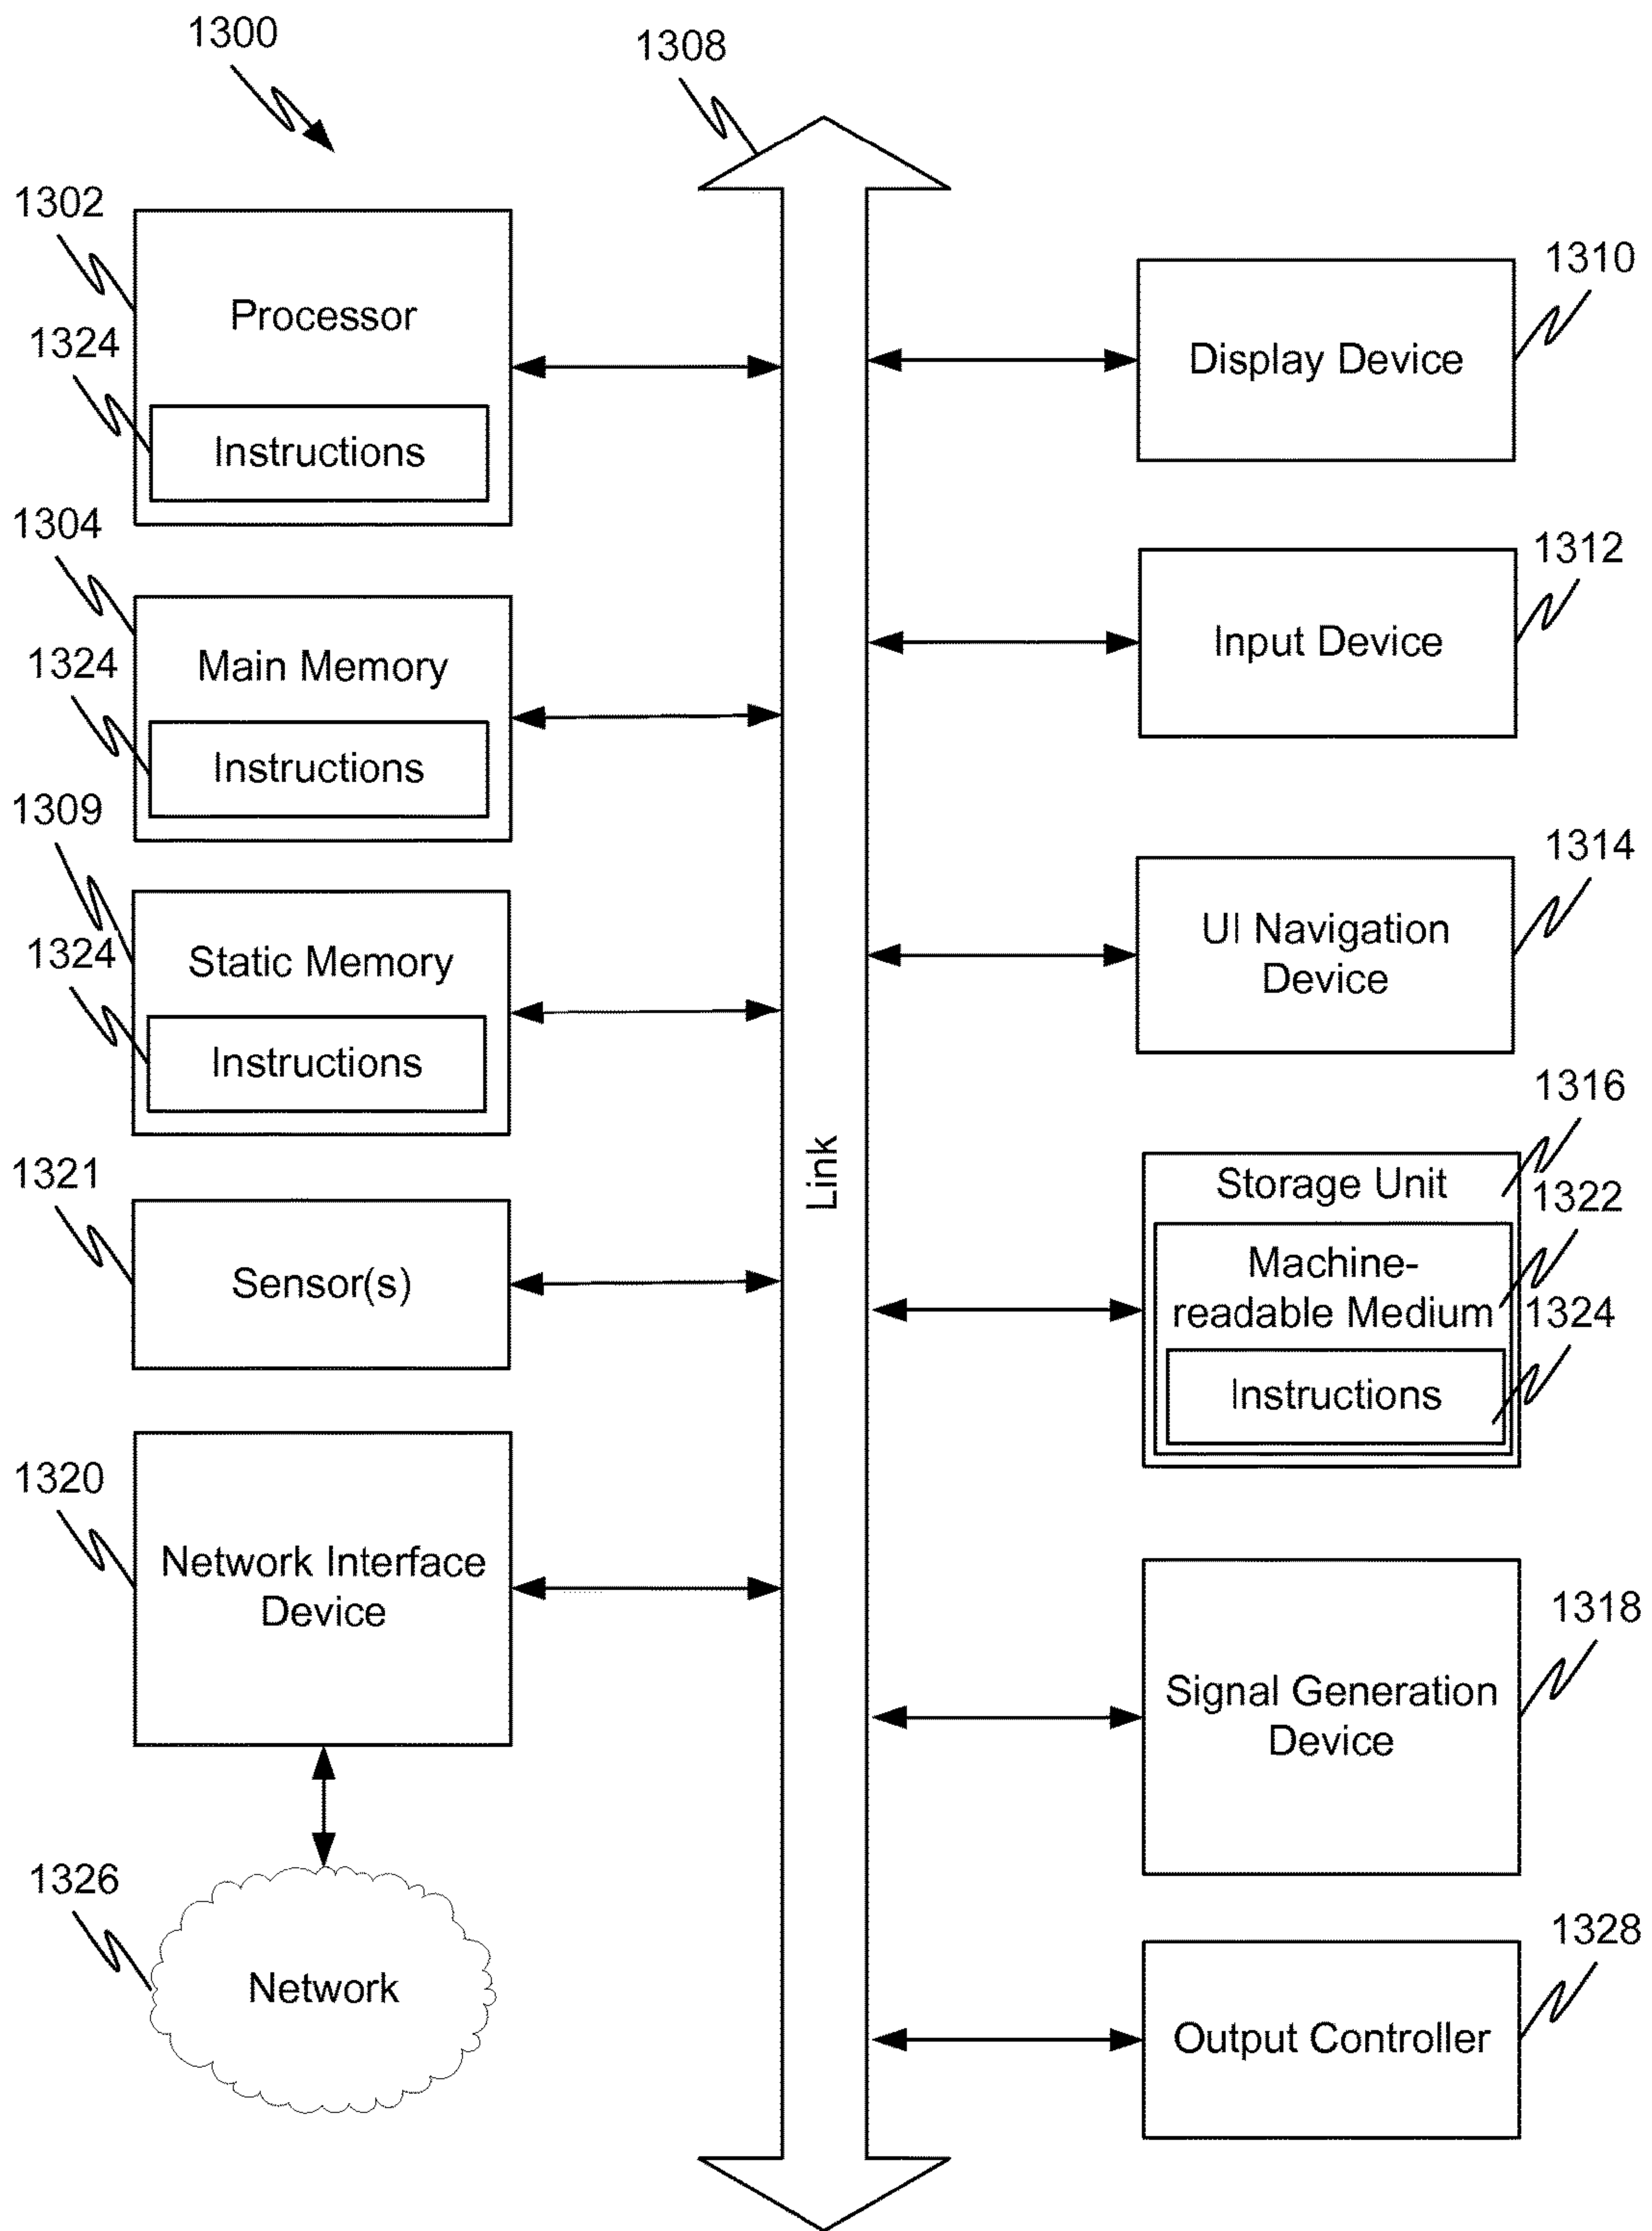 1300
1308
1302
Processor
1324
Instructions
1304
Main Memory
1324
Instructions
1309
Static Memory
1324
Instructions
1321
Sensor(s)
1320
Network Interface
Device
1326
Network
Link
1310
Display Device
1312
Input Device
1314
UI Navigation
Device
1316
Storage Unit
1322
Machine-
readable Medium
1324
Instructions
1318
Signal Generation
Device
1328
Output Controller